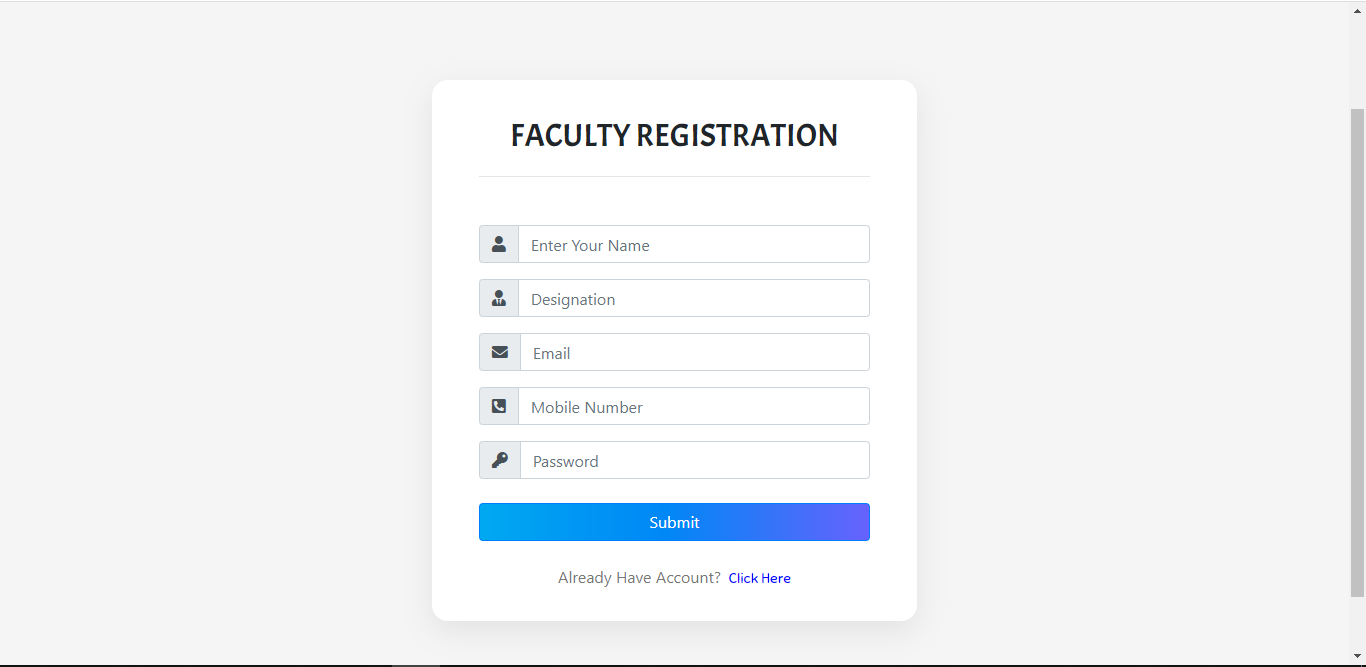 FACULTY REGISTRATION
Enter Your Name
Designation
Email
Mobile Number
Password
Submit
Already Have Account? Click Here